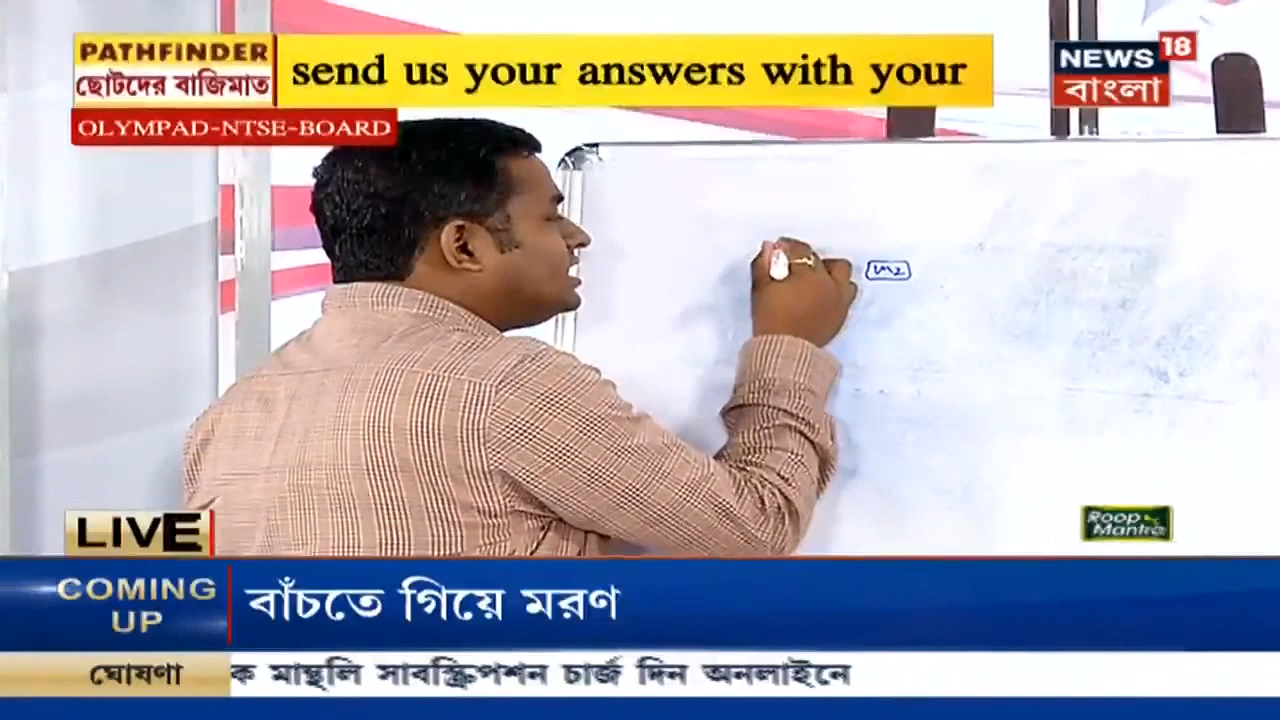 PATHFINDER
ছোটদের বাজিমাত
send us your answers with your
OLYMPAD-NTSE-BOARD
NEWS 18
বাংলা
m2
Roop
Mantra
LIVE
COMING
UP
বাঁচতে গিয়ে মরণ
ঘোষণা
ক মান্থলি সাবস্ক্রিপশন চার্জ দিন অনলাইনে